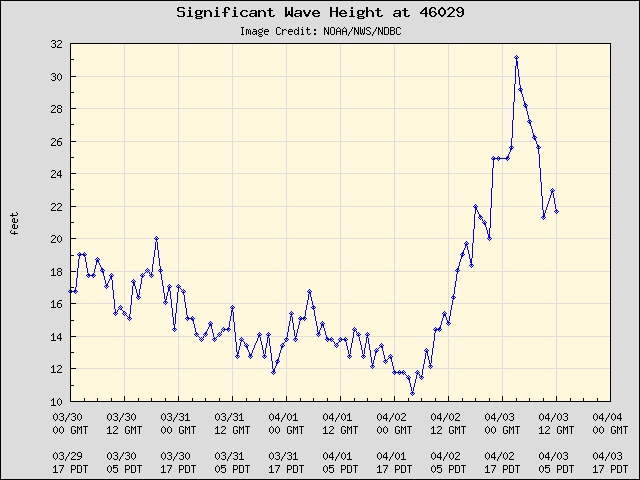 Significant Wave Height at 46029
Image Credit: NOAA/NWS/NDBC
32
30
28
26
24
22
20
18
16
14
12
10
feet
03/30 03/30 03/31 03/31 04/01 04/01 04/02 04/02 04/03 04/03 04/04
00 GMT 12 GMT 00 GMT 12 GMT 00 GMT 12 GMT 00 GMT 12 GMT 00 GMT 12 GMT 00 GMT
03/29 03/30 03/30 03/31 03/31 04/01 04/01 04/02 04/02 04/03 04/03
17 PDT 05 PDT 17 PDT 05 PDT 17 PDT 05 PDT 17 PDT 05 PDT 17 PDT 05 PDT 17 PDT